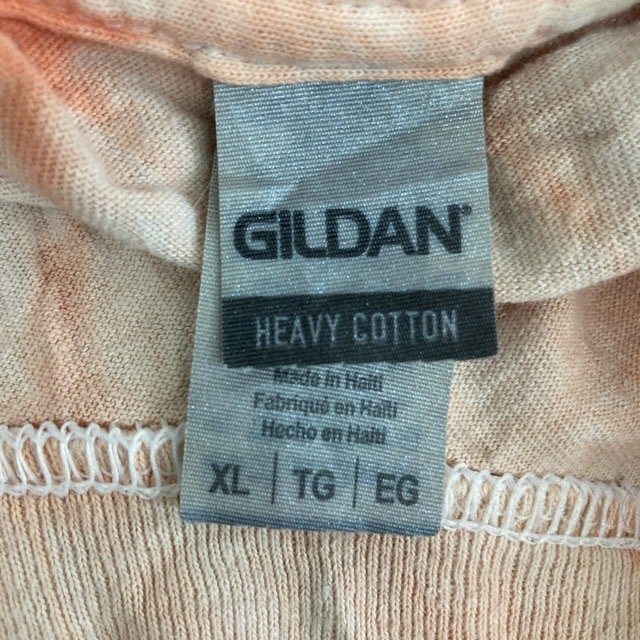 GILDAN®
HEAVY COTTON
Made in Haiti
Fabriqué en Haïti
Hecho en Haiti
XL | TG | EG